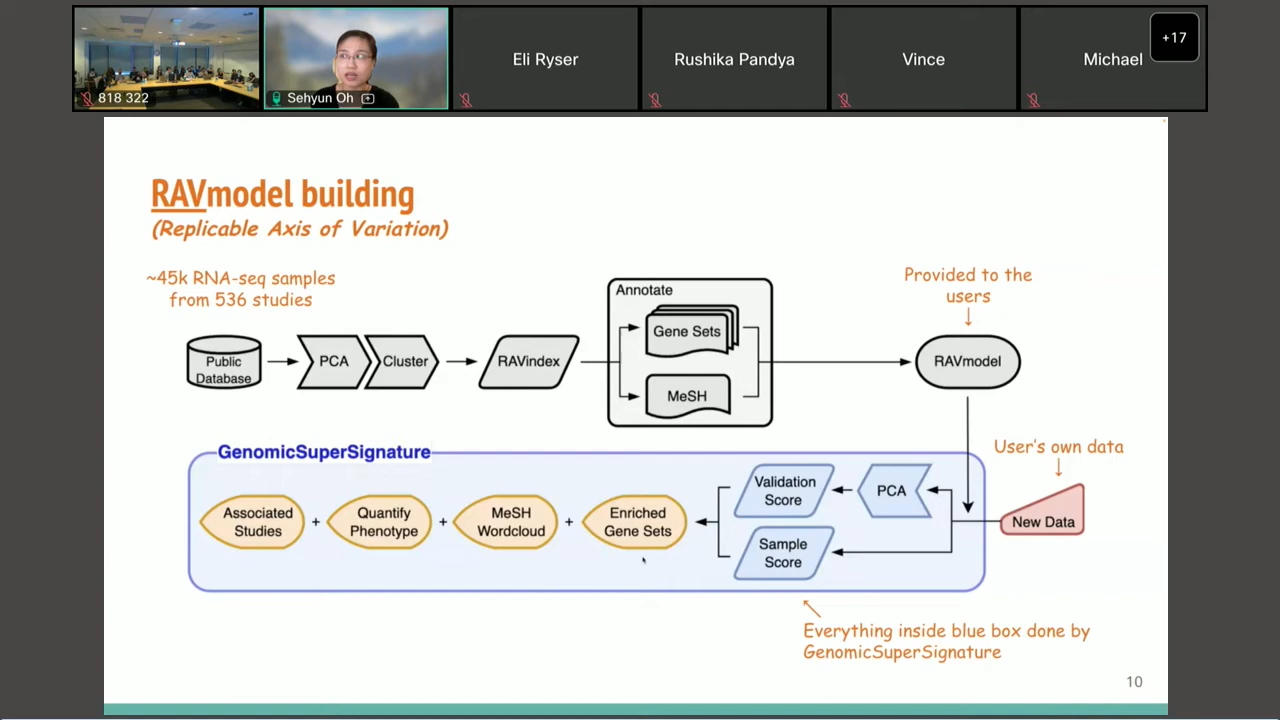 818 322
Sehyun Oh
Eli Ryser
Rushika Pandya
Vince
Michael
+17
RAVmodel building
(Replicable Axis of Variation)
~45k RNA-seq samples
from 536 studies
Public
Database
PCA
Cluster
RAVindex
Annotate
Gene Sets
MeSH
Provided to the
users
RAVmodel
GenomicSuperSignature
Associated
Studies
+
Quantify
Phenotype
+
MeSH
Wordcloud
+
Enriched
Gene Sets
Validation
Score
PCA
Sample
Score
User's own data
New Data
Everything inside blue box done by
GenomicSuperSignature
10